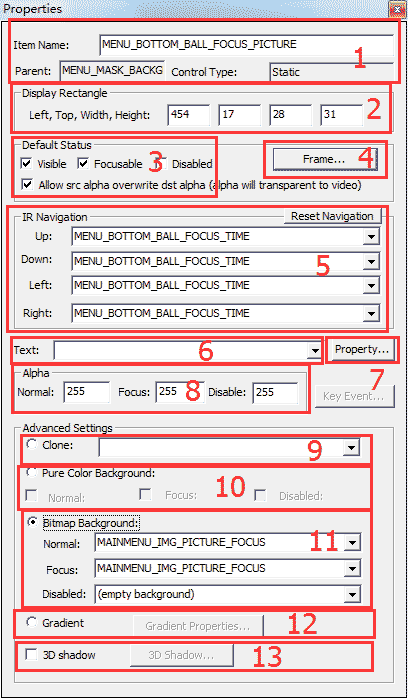 Properties
Item Name: MENU_BOTTOM_BALL_FOCUS_PICTURE
1
Parent: MENU_MASK_BACKG Control Type: Static
Display Rectangle
Left, Top, Width, Height: 454 17 28 31
2
Default Status
Visible Focusable 3 Disabled
Frame... 4
Allow src alpha overwrite dst alpha (alpha will transparent to video)
IR Navigation Reset Navigation
Up: MENU_BOTTOM_BALL_FOCUS_TIME
Down: MENU_BOTTOM_BALL_FOCUS_TIME
5
Left: MENU_BOTTOM_BALL_FOCUS_TIME
Right: MENU_BOTTOM_BALL_FOCUS_TIME
Text: 6 Property...
7
Alpha
Normal: 255 Focus: 255 8 Disable: 255
Key Event...
Advanced Settings
Clone: 9
Pure Color Background:
10
Normal: Focus: Disabled:
Bitmap Background:
Normal: MAINMENU_IMG_PICTURE_FOCUS 11
Focus: MAINMENU_IMG_PICTURE_FOCUS
Disabled: (empty background)
Gradient Gradient Properties... 12
3D shadow 3D Shadow... 13